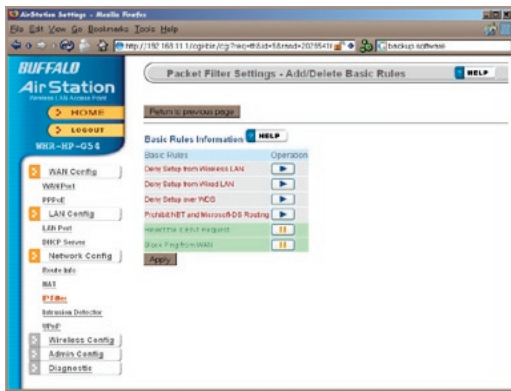 AirStation Settings - Mozilla Firefox
File Edit View Go Bookmarks Tools Help
backup software
BUFFALO
AirStation
Wireless LAN Access Point
HOME
LOGOUT
WHR-HP-G54
WAN Config
WAN Port
PPPoE
LAN Config
LAN Port
DHCP Server
Network Config
Route Info
NAT
IP Filter
Intrusion Detector
UPnP
Wireless Config
Admin Config
Diagnostic
Packet Filter Settings - Add/Delete Basic Rules
HELP
Return to previous page
Basic Rules Information HELP
Basic Rules Operation
Deny Setup from Wireless LAN
Deny Setup from Wired LAN
Deny Setup over WDS
Prohibit NBT and Microsoft-DS Routing
Reject the IDENT Request
Block Ping from WAN
Apply